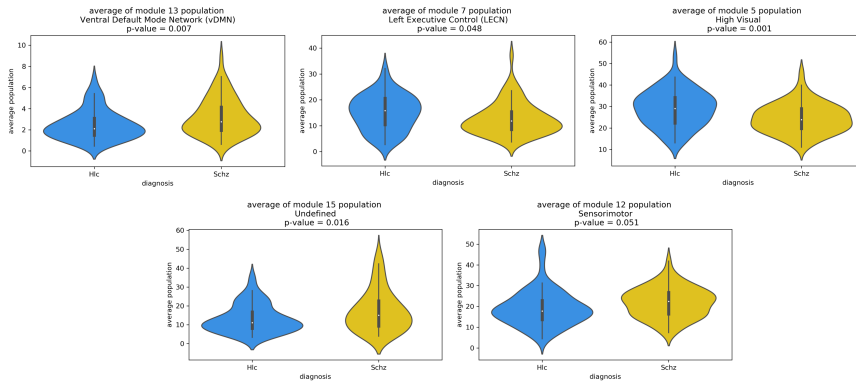 average of module 13 population
Ventral Default Mode Network (vDMN)
p-value = 0.007
average population
10
8
6
4
2
0
Hlc
Schz
diagnosis
average of module 7 population
Left Executive Control (LECN)
p-value = 0.048
average population
40
30
20
10
0
Hlc
Schz
diagnosis
average of module 5 population
High Visual
p-value = 0.001
average population
60
50
40
30
20
10
Hlc
Schz
diagnosis
average of module 15 population
Undefined
p-value = 0.016
average population
60
50
40
30
20
10
0
Hlc
Schz
diagnosis
average of module 12 population
Sensorimotor
p-value = 0.051
average population
50
40
30
20
10
0
Hlc
Schz
diagnosis